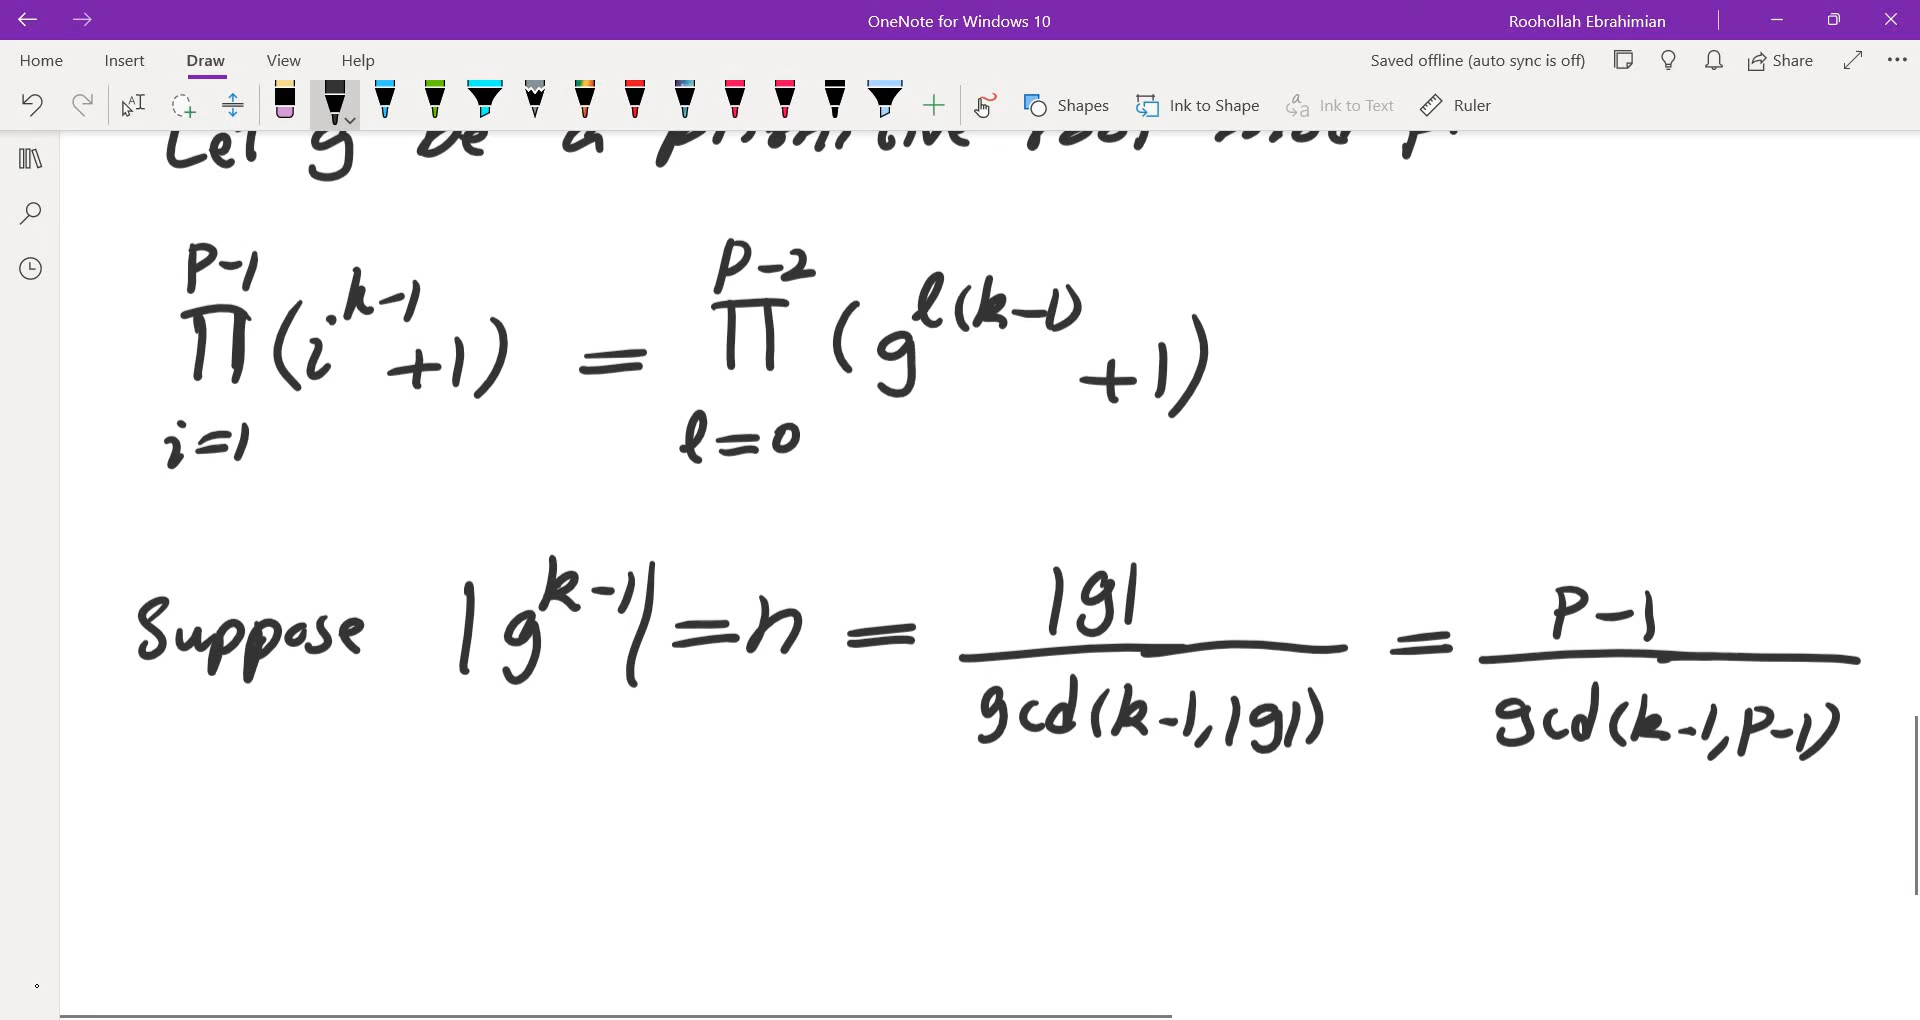 OneNote for Windows 10
Roohollah Ebrahimian
Home Insert Draw View Help
Saved offline (auto sync is off) Share
Shapes Ink to Shape Ink to Text Ruler
Let g be a primitive root mod p.
∏_{i=1}^{p-1} (i^{k-1} + 1) = ∏_{l=0}^{p-2} (g^{l(k-1)} + 1)
Suppose |g^{k-1}| = n = |g| / gcd(k-1, |g|) = p-1 / gcd(k-1, p-1)